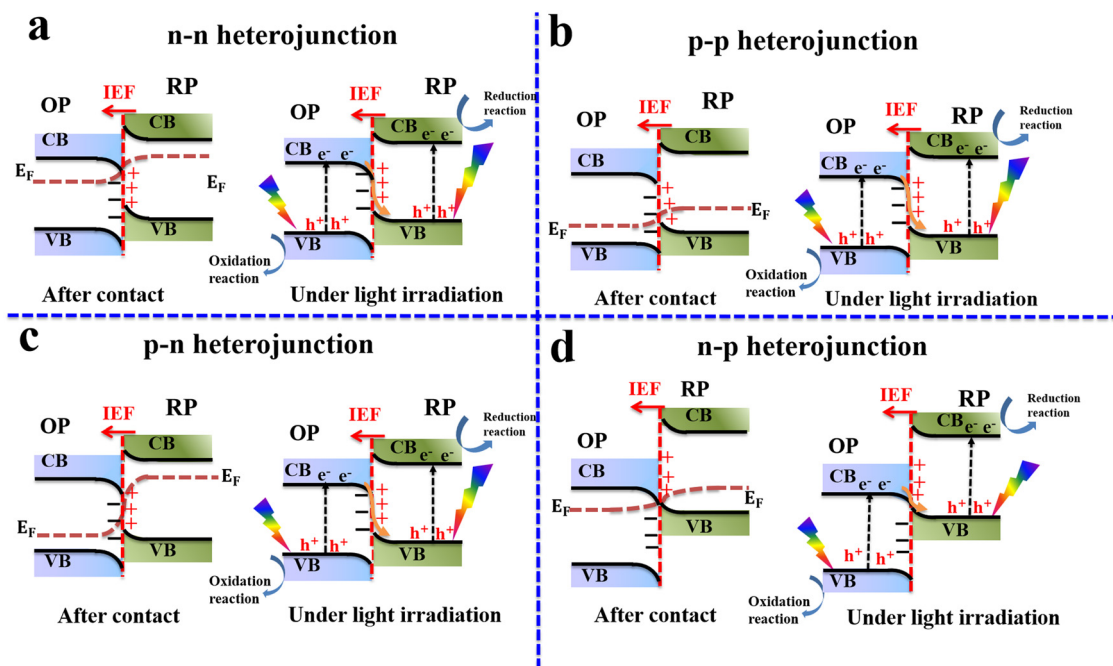 a
n-n heterojunction
OP
IEF
RP
CB
CB
E_F
E_F
VB
VB
After contact
OP
IEF
RP
Reduction
reaction
CB e⁻ e⁻
CB e⁻ e⁻
h⁺ h⁺
h⁺ h⁺
VB
VB
Oxidation
reaction
Under light irradiation
b
p-p heterojunction
OP
IEF
RP
CB
CB
E_F
E_F
VB
VB
After contact
OP
IEF
RP
Reduction
reaction
CB e⁻ e⁻
CB e⁻ e⁻
h⁺ h⁺
h⁺ h⁺
VB
VB
Oxidation
reaction
Under light irradiation
c
p-n heterojunction
OP
IEF
RP
CB
CB
E_F
E_F
VB
VB
After contact
OP
IEF
RP
Reduction
reaction
CB e⁻ e⁻
CB e⁻ e⁻
h⁺ h⁺
h⁺ h⁺
VB
VB
Oxidation
reaction
Under light irradiation
d
n-p heterojunction
OP
IEF
RP
CB
CB
E_F
E_F
VB
VB
After contact
OP
IEF
RP
Reduction
reaction
CB e⁻ e⁻
CB e⁻ e⁻
h⁺ h⁺
h⁺ h⁺
VB
VB
Oxidation
reaction
Under light irradiation